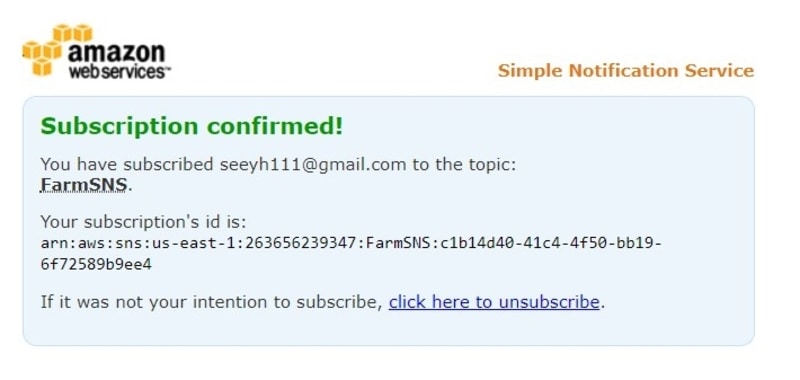 amazon
webservices™
Simple Notification Service
Subscription confirmed!
You have subscribed seeyh111@gmail.com to the topic:
FarmSNS.
Your subscription's id is:
arn:aws:sns:us-east-1:263656239347:FarmSNS:c1b14d40-41c4-4f50-bb19-
6f72589b9ee4
If it was not your intention to subscribe, click here to unsubscribe.